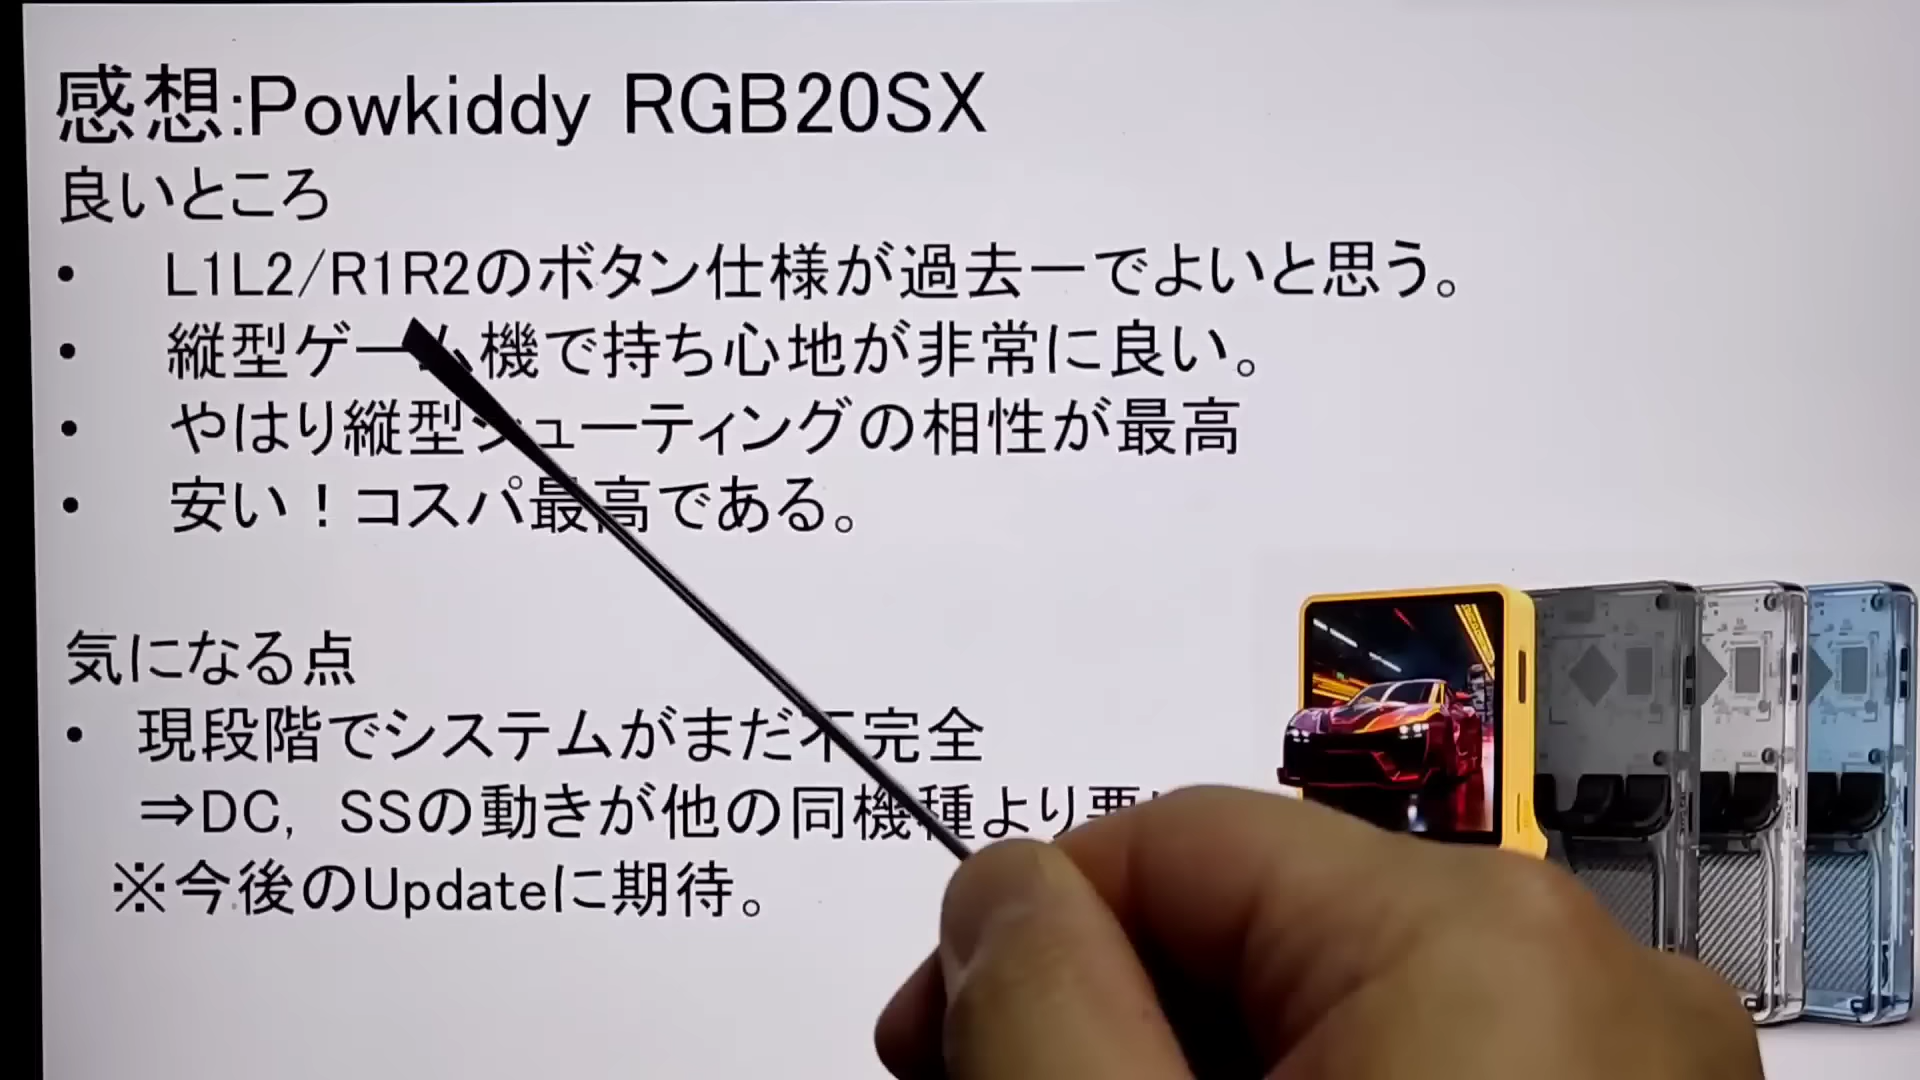 感想:Powkiddy RGB20SX
良いところ
• L1L2/R1R2のボタン仕様が過去一でよいと思う。
• 縦型ゲーム機で持ち心地が非常に良い。
• やはり縦型シューティングの相性が最高
• 安い！コスパ最高である。
気になる点
• 現段階でシステムがまだ不完全
⇒DC, SSの動きが他の同機種より
※今後のUpdateに期待。